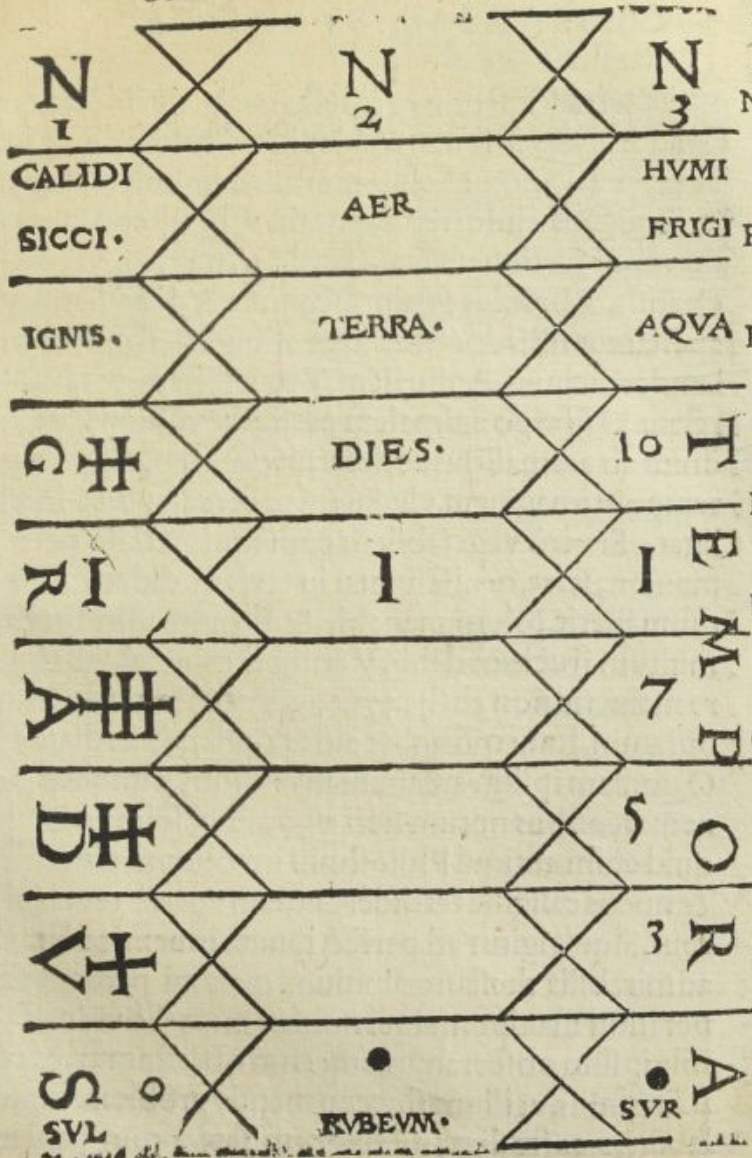 N N N
1 2 3
CALIDI AER HVMI
SICCI. FRIGI
IGNIS. TERRA. AQVA
G DIES. 10 T
R I 1 I E
A 7 M
D 5 P
V 3 O
S R
SVL RVBEVM. SVR A